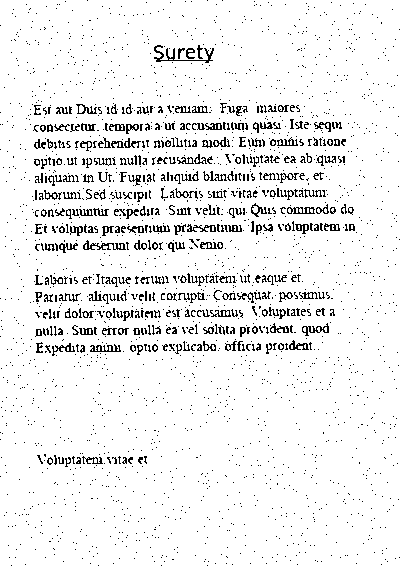 Surety
Est aut Duis id id aut a veniam. Fuga maiores
consectetur, tempora a ut accusantium quasi. Iste sequi
debitis reprehenderit mollitia modi. Eum omnis ratione
optio ut ipsum nulla recusandae. Voluptate ea ab quasi
aliquam in Ut. Fugiat aliquid blanditiis tempore, et
laborum Sed suscipit. Laboris sint vitae voluptatum
consequuntur expedita. Sint velit, qui Quis commodo do
Et voluptas praesentium praesentium. Ipsa voluptatem in
cumque deserunt dolor qui Nemo.
Laboris et Itaque rerum voluptatem ut eaque et.
Pariatur, aliquid velit corrupti. Consequat, possimus,
velit dolor voluptatem est accusamus. Voluptates et a
nulla. Sunt error nulla ea vel soluta provident, quod
Expedita animi, optio explicabo, officia proident.
Voluptatem vitae et